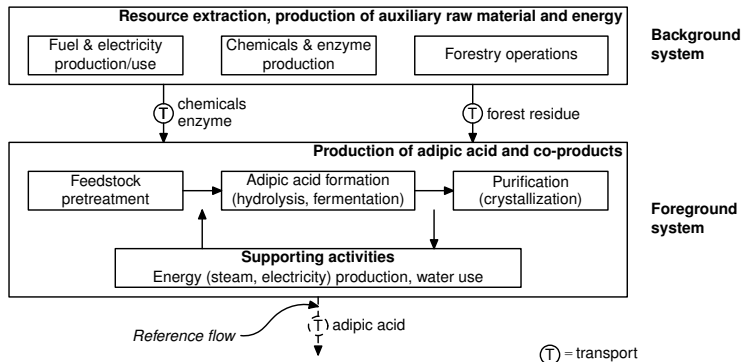 Resource extraction, production of auxiliary raw material and energy
Fuel & electricity
production/use
Chemicals & enzyme
production
Forestry operations
Background
system
T
chemicals
enzyme
T
forest residue
Production of adipic acid and co-products
Feedstock
pretreatment
Adipic acid formation
(hydrolysis, fermentation)
Purification
(crystallization)
Foreground
system
Supporting activities
Energy (steam, electricity) production, water use
Reference flow
T
adipic acid
T = transport